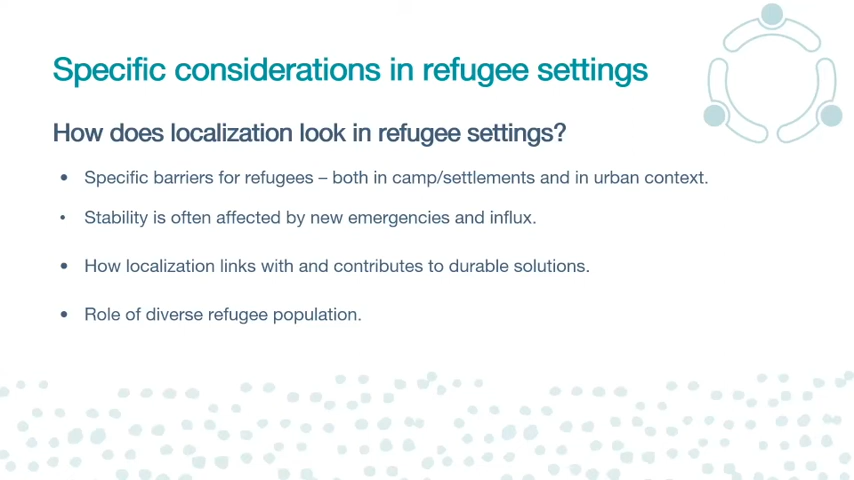 Specific considerations in refugee settings
How does localization look in refugee settings?
• Specific barriers for refugees – both in camp/settlements and in urban context.
• Stability is often affected by new emergencies and influx.
• How localization links with and contributes to durable solutions.
• Role of diverse refugee population.